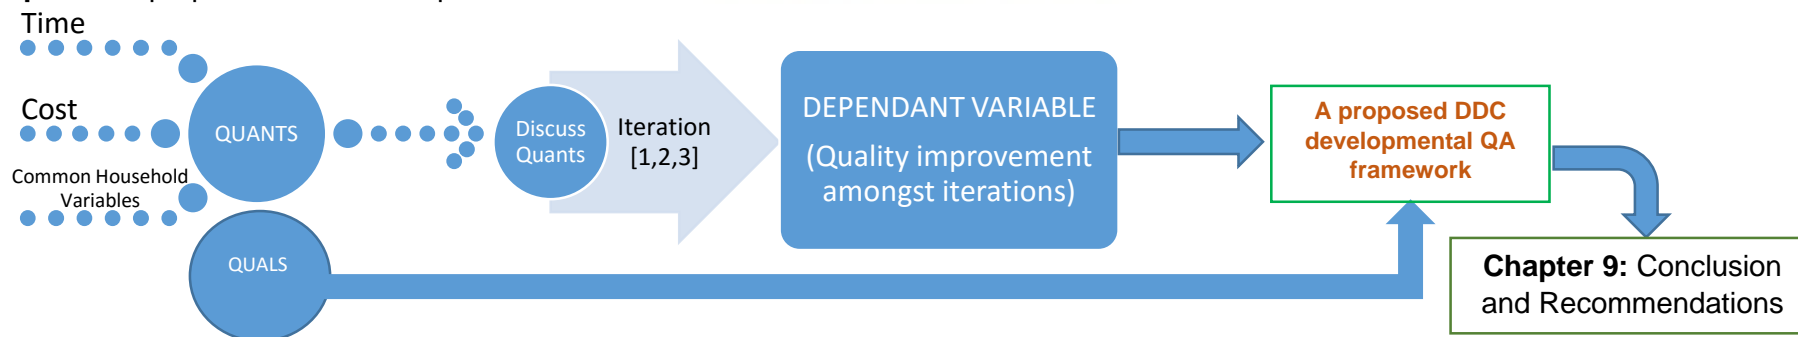 Time
Cost
Common Household
Variables
QUANTS
QUALS
Discuss
Quants
Iteration
[1,2,3]
DEPENDANT VARIABLE
(Quality improvement
amongst iterations)
A proposed DDC
developmental QA
framework
Chapter 9: Conclusion
and Recommendations